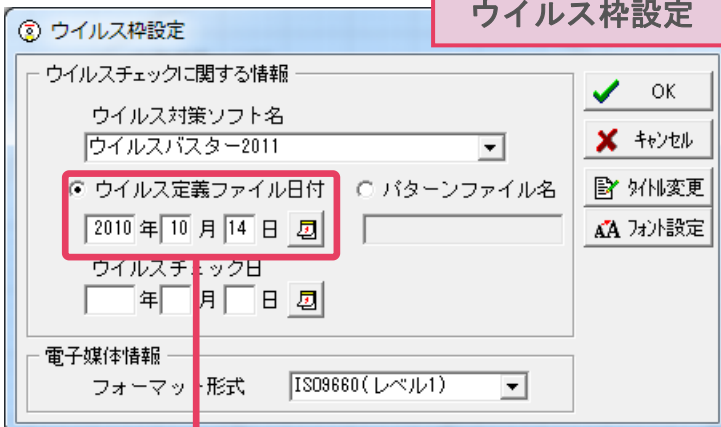 ウイルス枠設定
ウイルス枠設定
ウイルスチェックに関する情報
ウイルス対策ソフト名
ウイルスバスター2011
ウイルス定義ファイル日付 パターンファイル名
2010 年 10 月 14 日
ウイルスチェック日
年 月 日
電子媒体情報
フォーマット形式 ISO9660(レベル1)
OK
キャンセル
タイトル変更
フォント設定